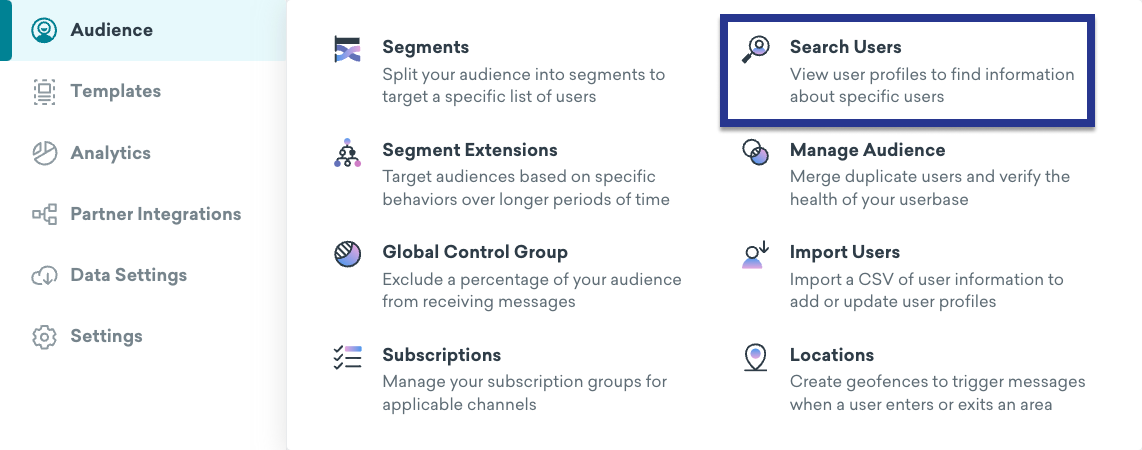 Audience
Templates
Analytics
Partner Integrations
Data Settings
Settings
Segments
Split your audience into segments to
target a specific list of users
Segment Extensions
Target audiences based on specific
behaviors over longer periods of time
Global Control Group
Exclude a percentage of your audience
from receiving messages
Subscriptions
Manage your subscription groups for
applicable channels
Search Users
View user profiles to find information
about specific users
Manage Audience
Merge duplicate users and verify the
health of your userbase
Import Users
Import a CSV of user information to
add or update user profiles
Locations
Create geofences to trigger messages
when a user enters or exits an area